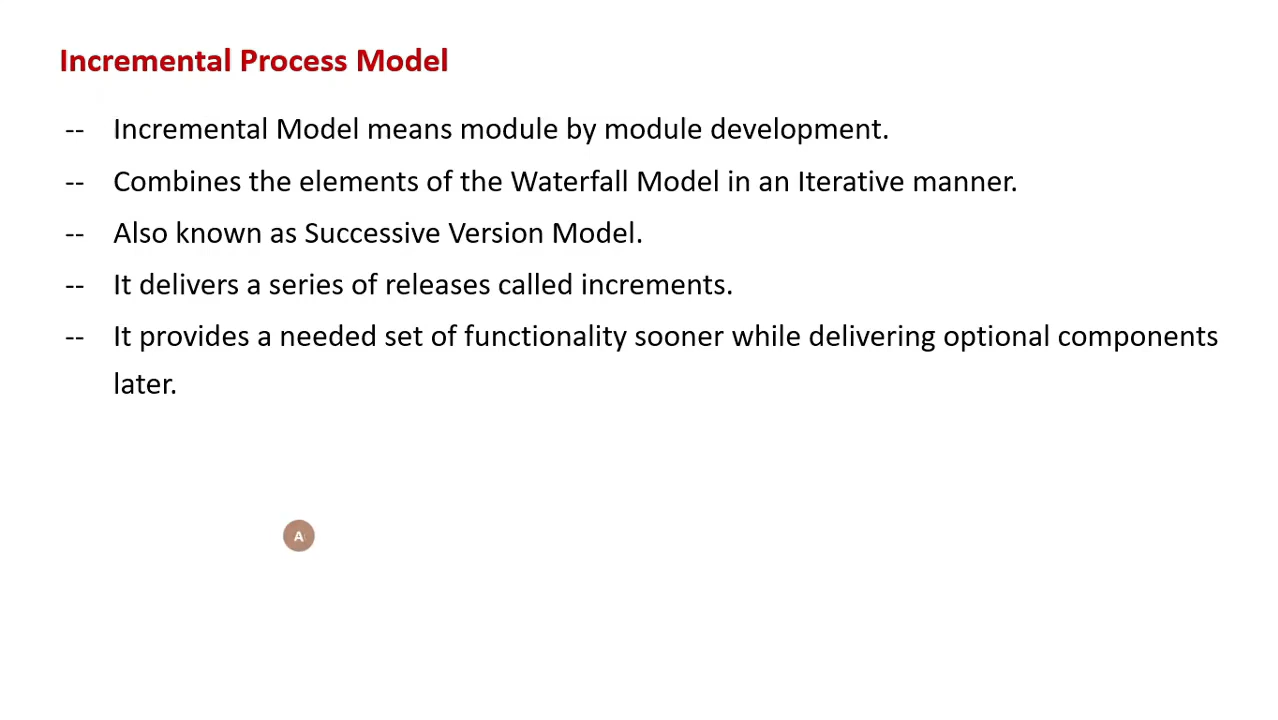 Incremental Process Model
-- Incremental Model means module by module development.
-- Combines the elements of the Waterfall Model in an Iterative manner.
-- Also known as Successive Version Model.
-- It delivers a series of releases called increments.
-- It provides a needed set of functionality sooner while delivering optional components
later.
A